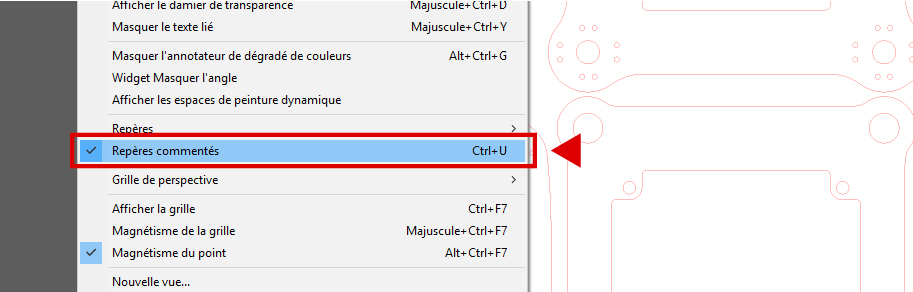 Afficher le damier de transparence Majuscule+Ctrl+D
Masquer le texte lié Majuscule+Ctrl+Y
Masquer l'annotateur de dégradé de couleurs Alt+Ctrl+G
Widget Masquer l'angle
Afficher les espaces de peinture dynamique
Repères
Repères commentés Ctrl+U
Grille de perspective
Afficher la grille Ctrl+F7
Magnétisme de la grille Majuscule+Ctrl+F7
Magnétisme du point Alt+Ctrl+F7
Nouvelle vue...